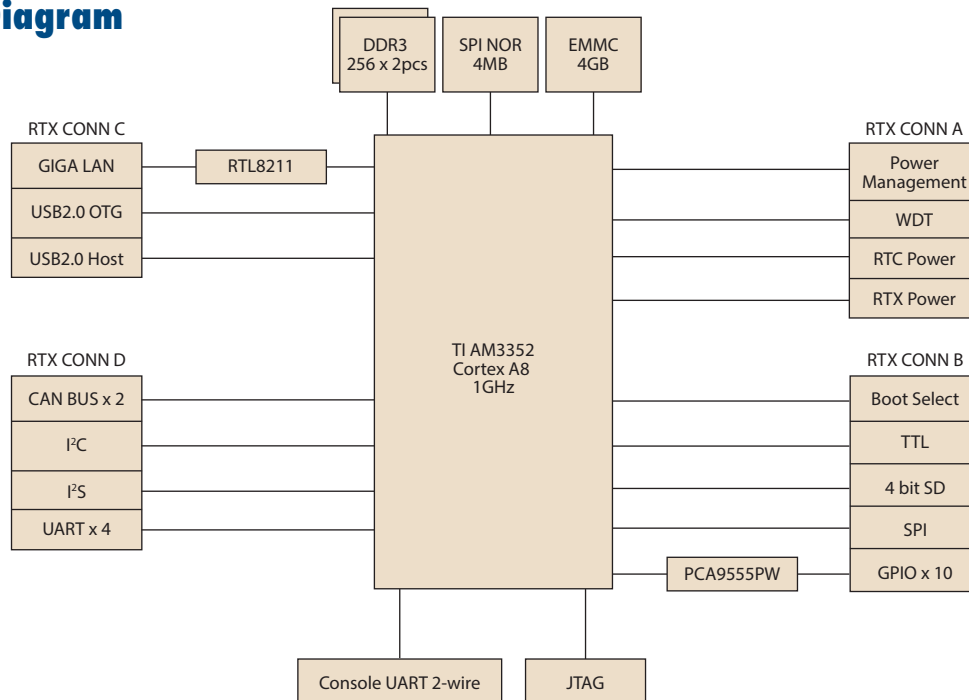 iagram
DDR3
256 x 2pcs
SPI NOR
4MB
EMMC
4GB
RTX CONN C
GIGA LAN
RTL8211
USB2.0 OTG
USB2.0 Host
RTX CONN A
Power
Management
WDT
RTC Power
RTX Power
TI AM3352
Cortex A8
1GHz
RTX CONN D
CAN BUS x 2
I²C
I²S
UART x 4
RTX CONN B
Boot Select
TTL
4 bit SD
SPI
PCA9555PW
GPIO x 10
Console UART 2-wire
JTAG